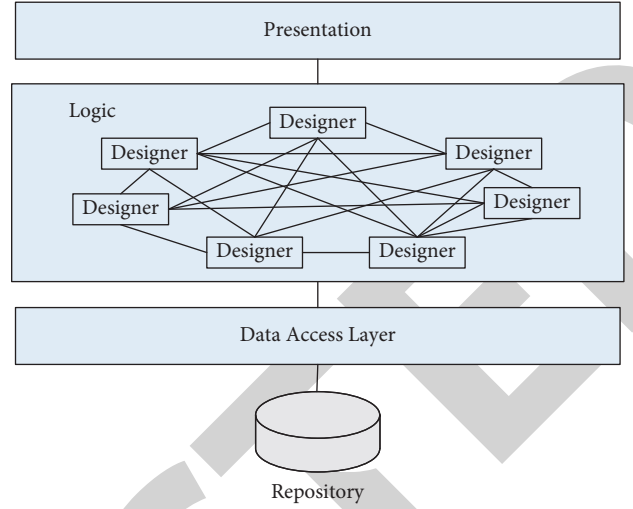 Presentation
Logic
Designer
Designer
Designer
Designer
Designer
Designer
Designer
Data Access Layer
Repository